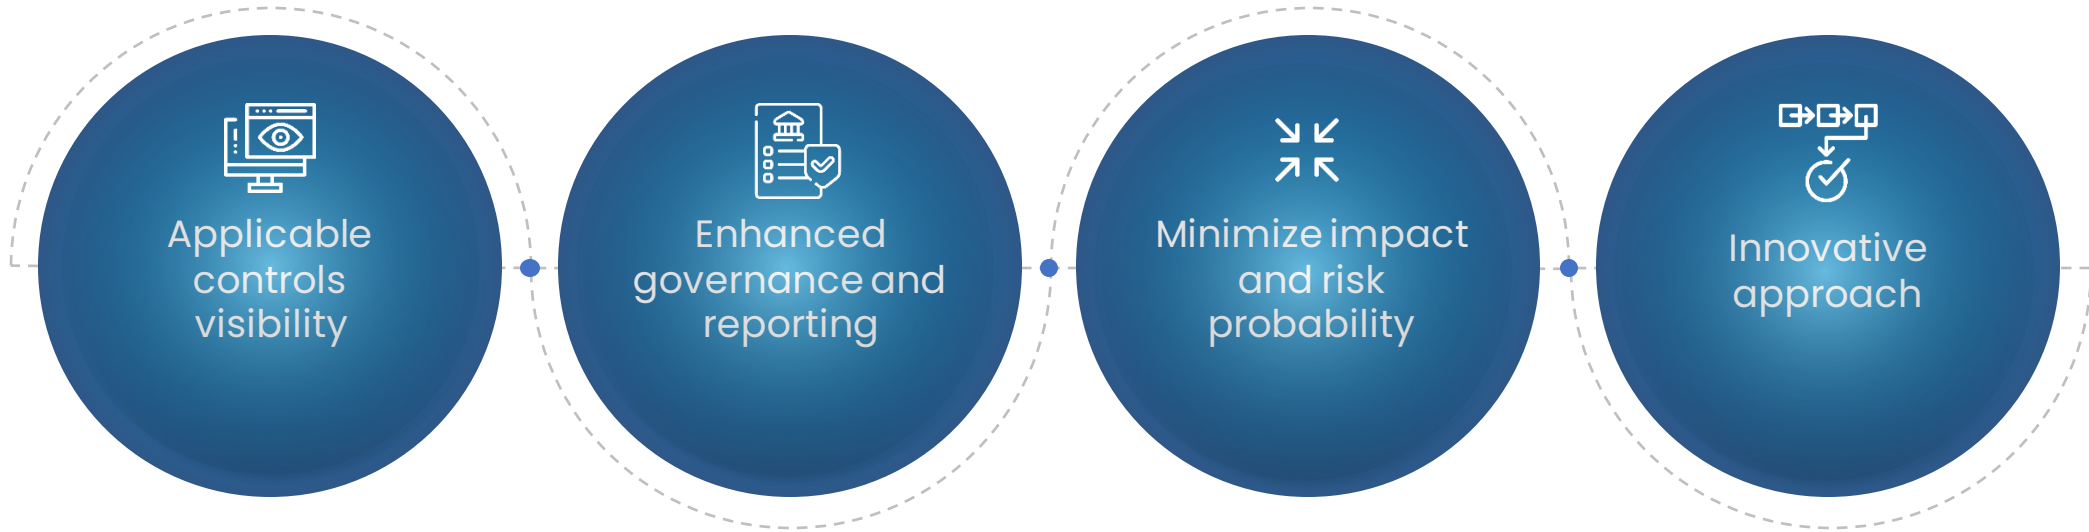 Applicable
controls
visibility
Enhanced
governance and
reporting
Minimize impact
and risk
probability
Innovative
approach